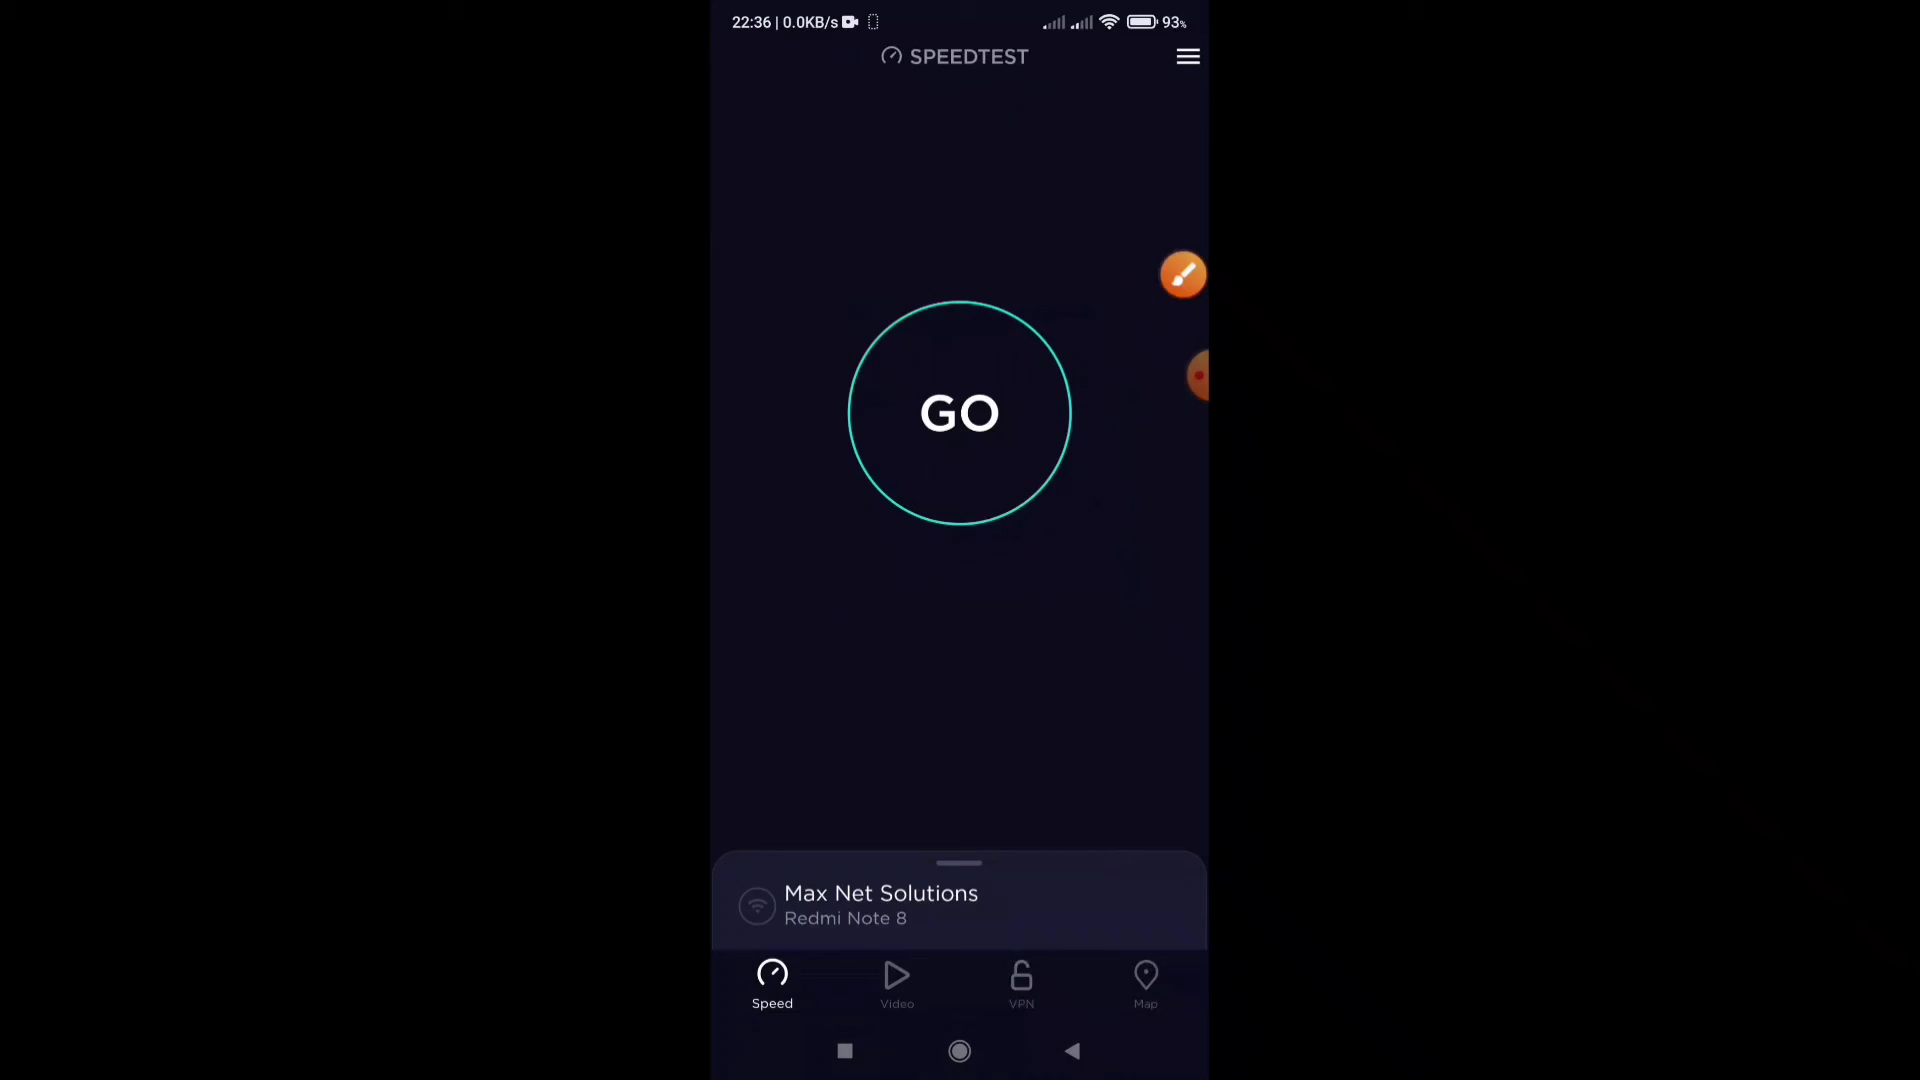 22:36 | 0.0KB/s 93%
SPEEDTEST
GO
Max Net Solutions
Redmi Note 8
Speed Video VPN Map